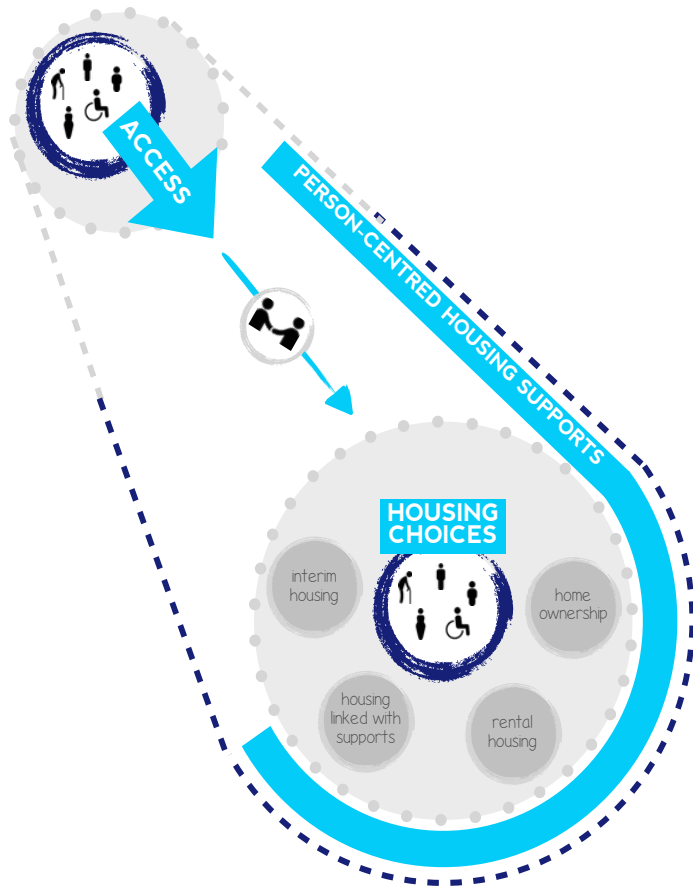 ACCESS
PERSON-CENTRED HOUSING SUPPORTS
HOUSING
CHOICES
interim
housing
home
ownership
housing
linked with
supports
rental
housing